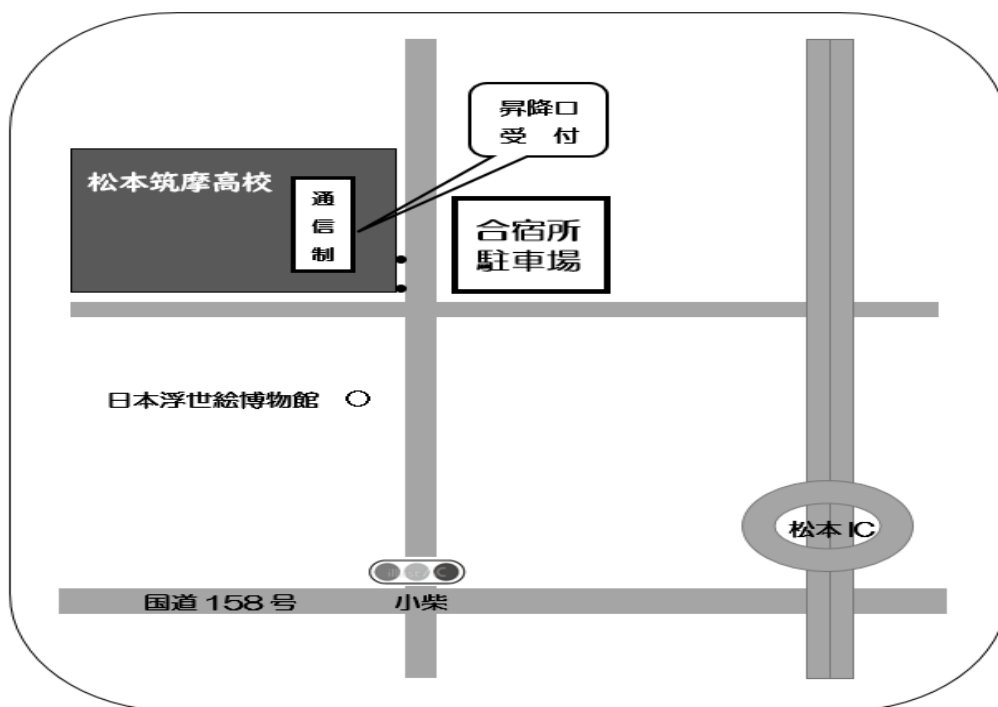 昇降口
受 付
松本筑摩高校
通
信
制
合宿所
駐車場
日本浮世絵博物館
松本 IC
国道 158 号
小柴